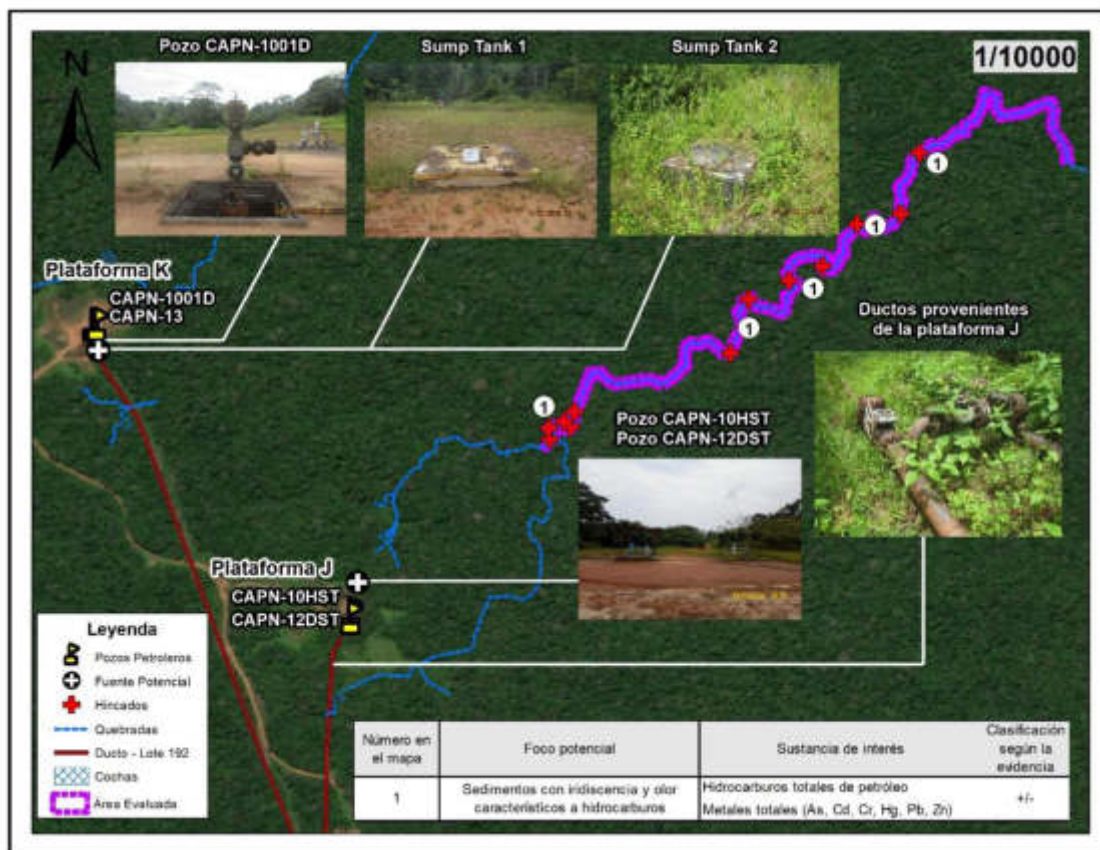 Pozo CAPN-1001D
Sump Tank 1
Sump Tank 2
1/10000
N
1
1
1
1
1
Plataforma K
CAPN-1001D
CAPN-13
Ductos provenientes
de la plataforma J
Pozo CAPN-10HST
Pozo CAPN-12DST
Plataforma J
CAPN-10HST
CAPN-12DST
Leyenda
Pozos Petroleros
Fuente Potencial
Hincados
Quebradas
Ducto - Lote 192
Cochas
Área Evaluada
Número en
el mapa
Foco potencial
Sustancia de interés
Clasificación
según la
evidencia
1
Sedimentos con iridiscencia y olor
característicos a hidrocarburos
Hidrocarburos totales de petróleo
Metales totales (As, Cd, Cr, Hg, Pb, Zn)
+/-